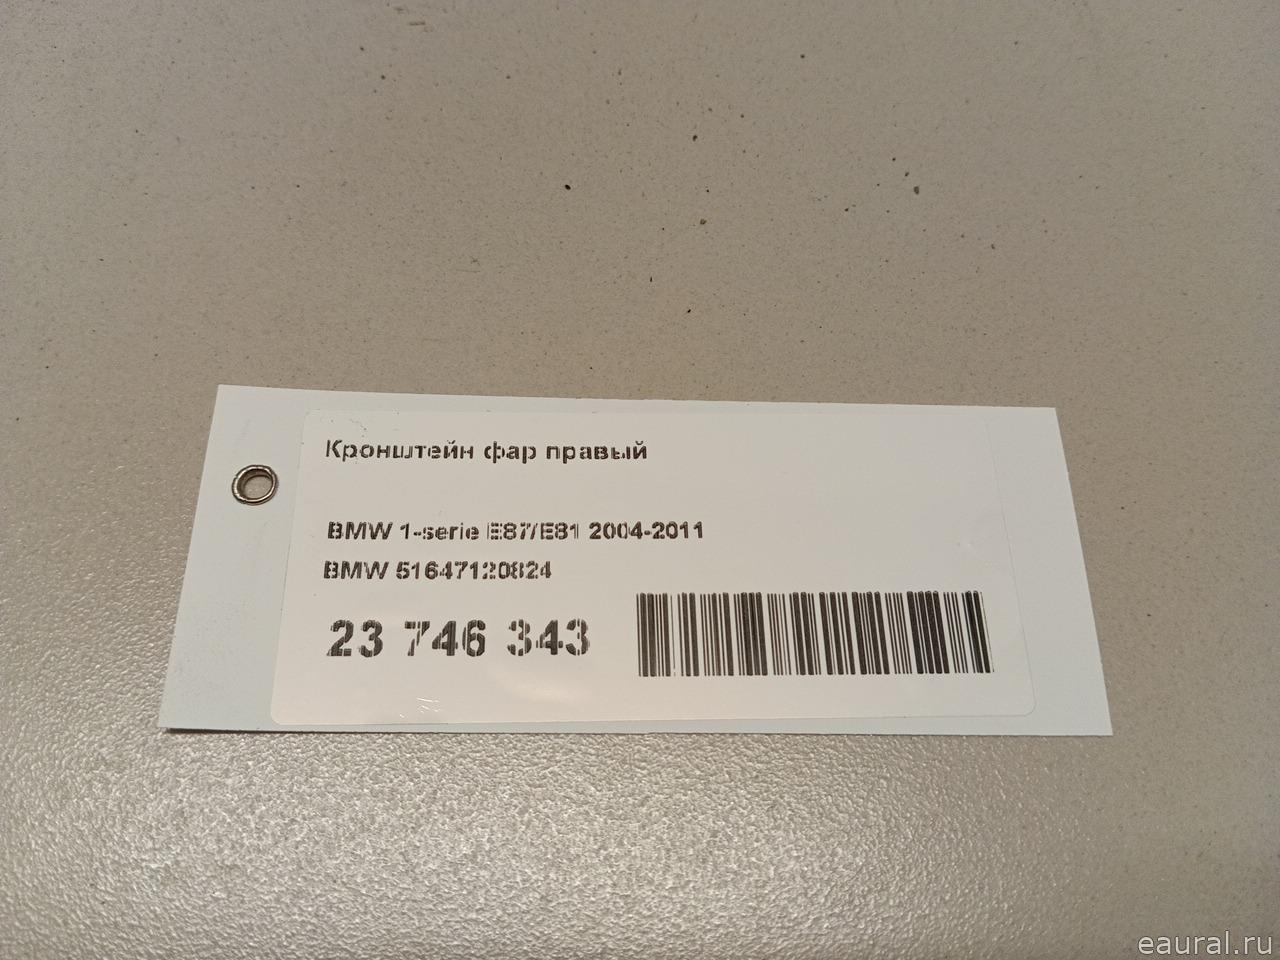 Кронштейн фар правый
BMW 1-serie E87/E81 2004-2011
BMW 51647120824
23 746 343
eaural.ru